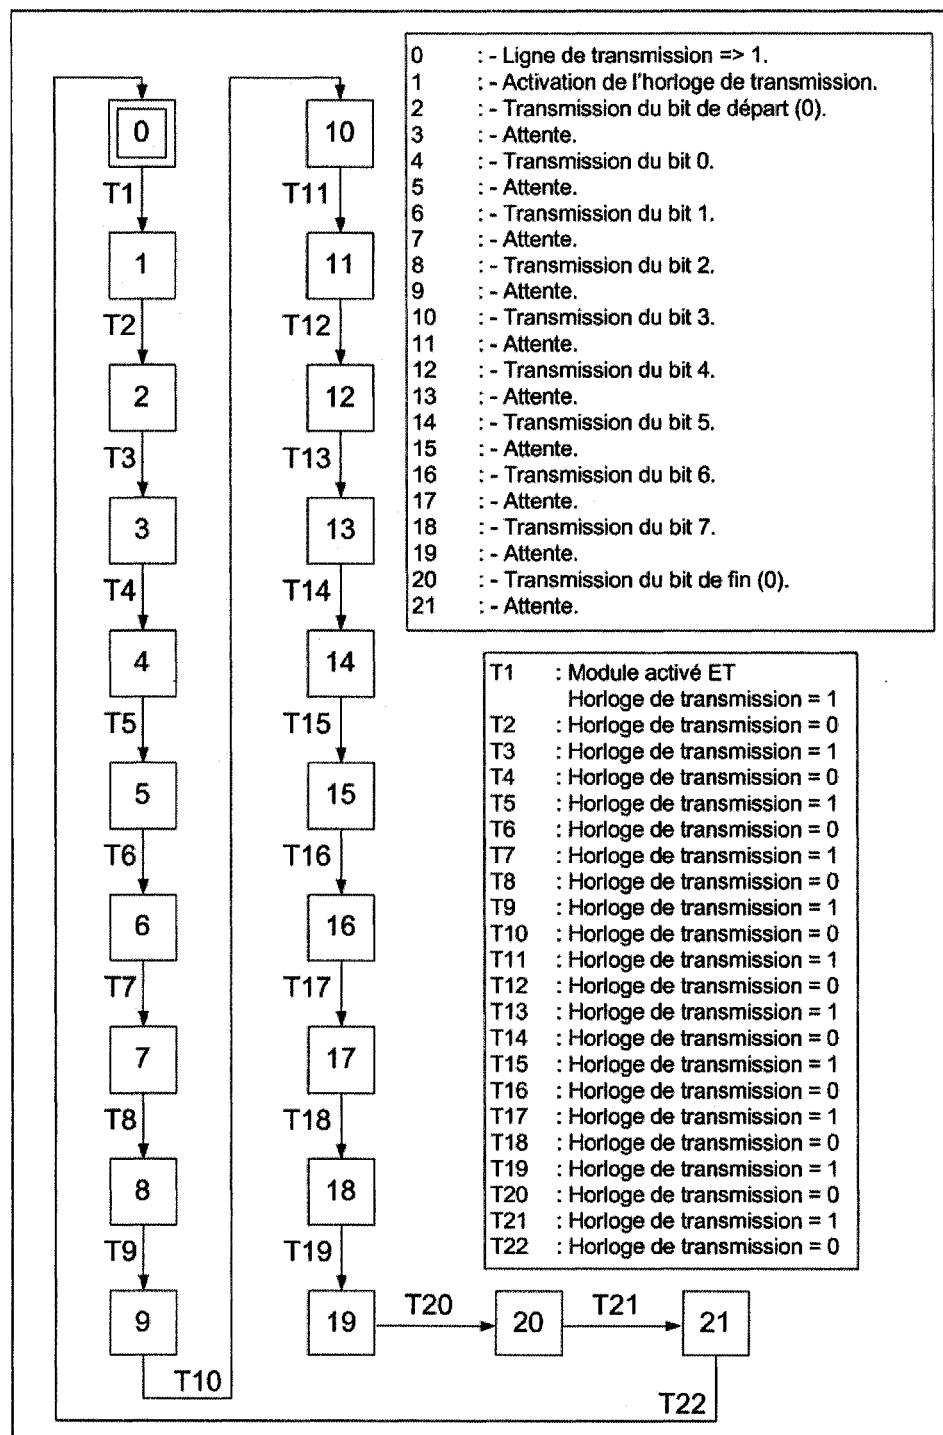 0 : - Ligne de transmission => 1.
1 : - Activation de l'horloge de transmission.
2 : - Transmission du bit de départ (0).
3 : - Attente.
4 : - Transmission du bit 0.
5 : - Attente.
6 : - Transmission du bit 1.
7 : - Attente.
8 : - Transmission du bit 2.
9 : - Attente.
10 : - Transmission du bit 3.
11 : - Attente.
12 : - Transmission du bit 4.
13 : - Attente.
14 : - Transmission du bit 5.
15 : - Attente.
16 : - Transmission du bit 6.
17 : - Attente.
18 : - Transmission du bit 7.
19 : - Attente.
20 : - Transmission du bit de fin (0).
21 : - Attente.
0
T1
1
T2
2
T3
3
T4
4
T5
5
T6
6
T7
7
T8
8
T9
9
T10
10
T11
11
T12
12
T13
13
T14
14
T15
15
T16
16
T17
17
T18
18
T19
19
T20
20
T21
21
T22
T1 : Module activé ET
Horloge de transmission = 1
T2 : Horloge de transmission = 0
T3 : Horloge de transmission = 1
T4 : Horloge de transmission = 0
T5 : Horloge de transmission = 1
T6 : Horloge de transmission = 0
T7 : Horloge de transmission = 1
T8 : Horloge de transmission = 0
T9 : Horloge de transmission = 1
T10 : Horloge de transmission = 0
T11 : Horloge de transmission = 1
T12 : Horloge de transmission = 0
T13 : Horloge de transmission = 1
T14 : Horloge de transmission = 0
T15 : Horloge de transmission = 1
T16 : Horloge de transmission = 0
T17 : Horloge de transmission = 1
T18 : Horloge de transmission = 0
T19 : Horloge de transmission = 1
T20 : Horloge de transmission = 0
T21 : Horloge de transmission = 1
T22 : Horloge de transmission = 0